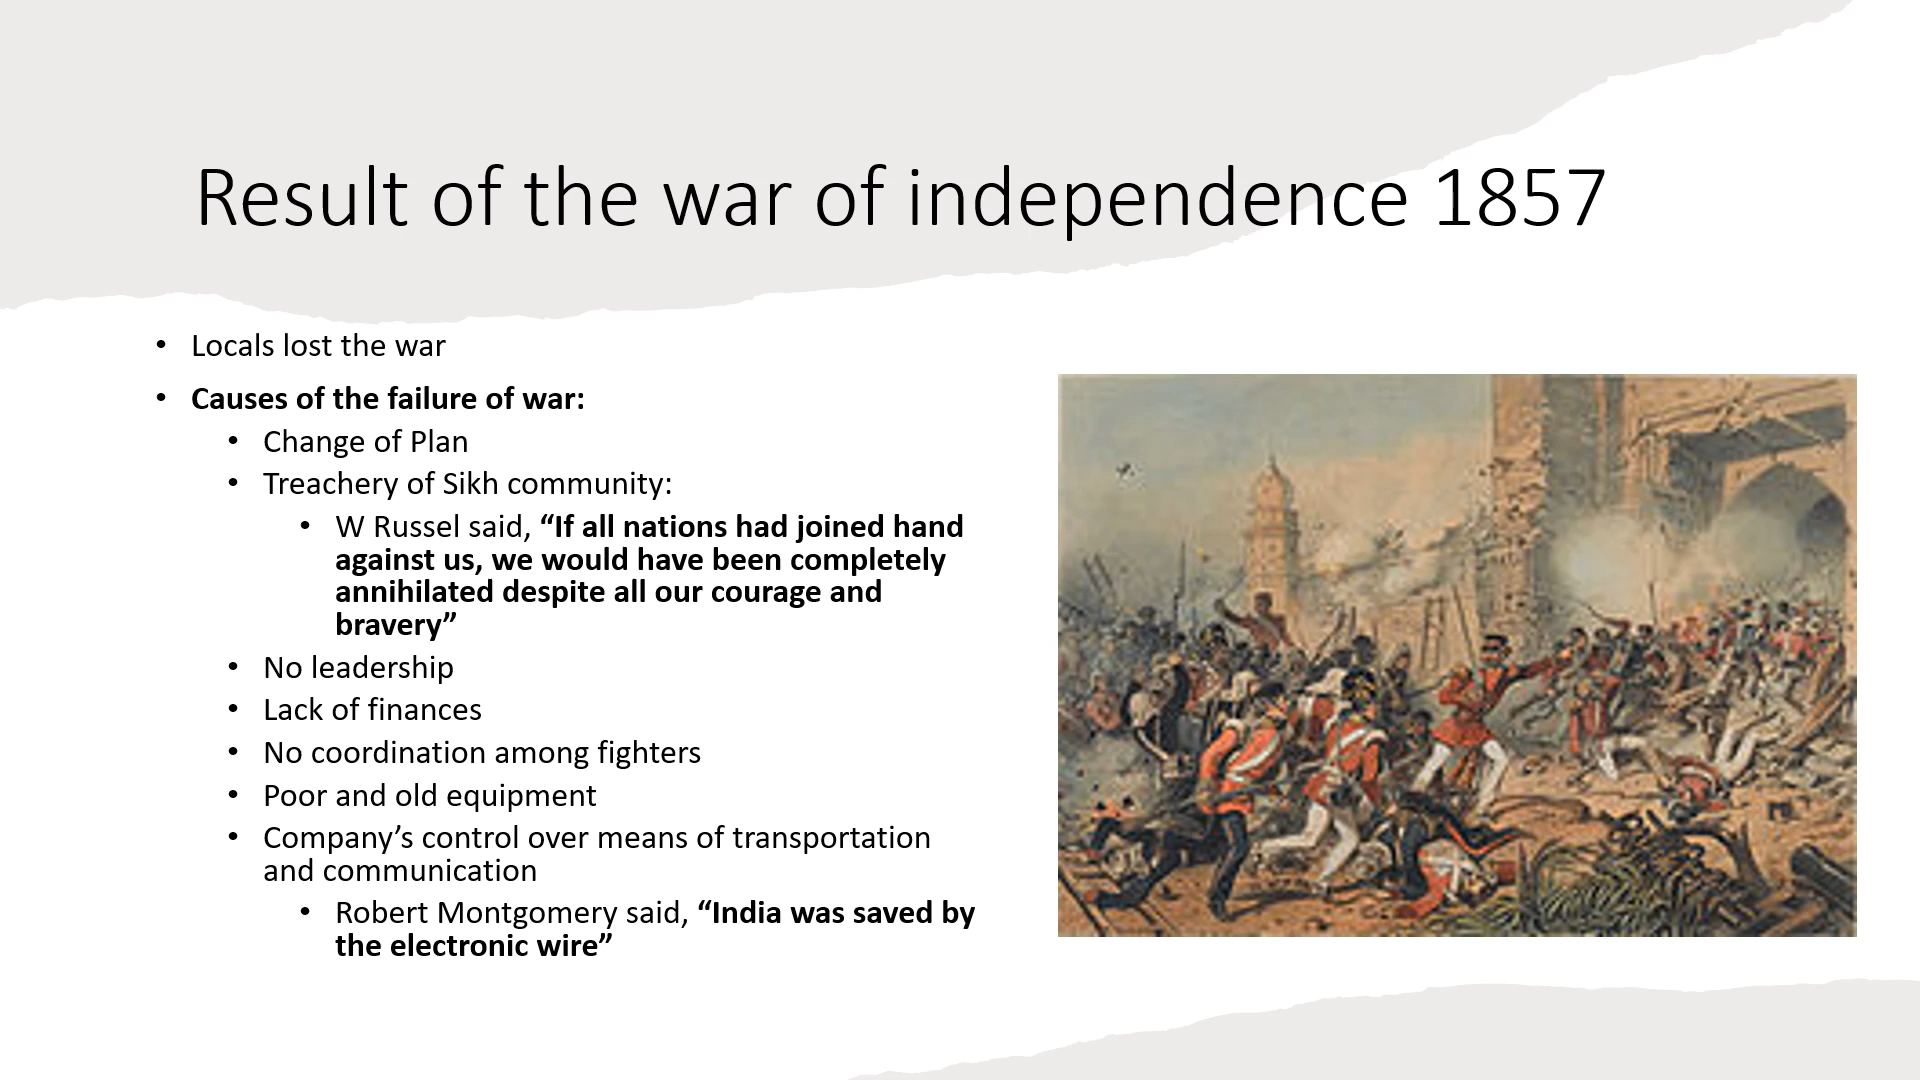 Result of the war of independence 1857
• Locals lost the war
• Causes of the failure of war:
• Change of Plan
• Treachery of Sikh community:
• W Russel said, “If all nations had joined hand
against us, we would have been completely
annihilated despite all our courage and
bravery”
• No leadership
• Lack of finances
• No coordination among fighters
• Poor and old equipment
• Company’s control over means of transportation
and communication
• Robert Montgomery said, “India was saved by
the electronic wire”